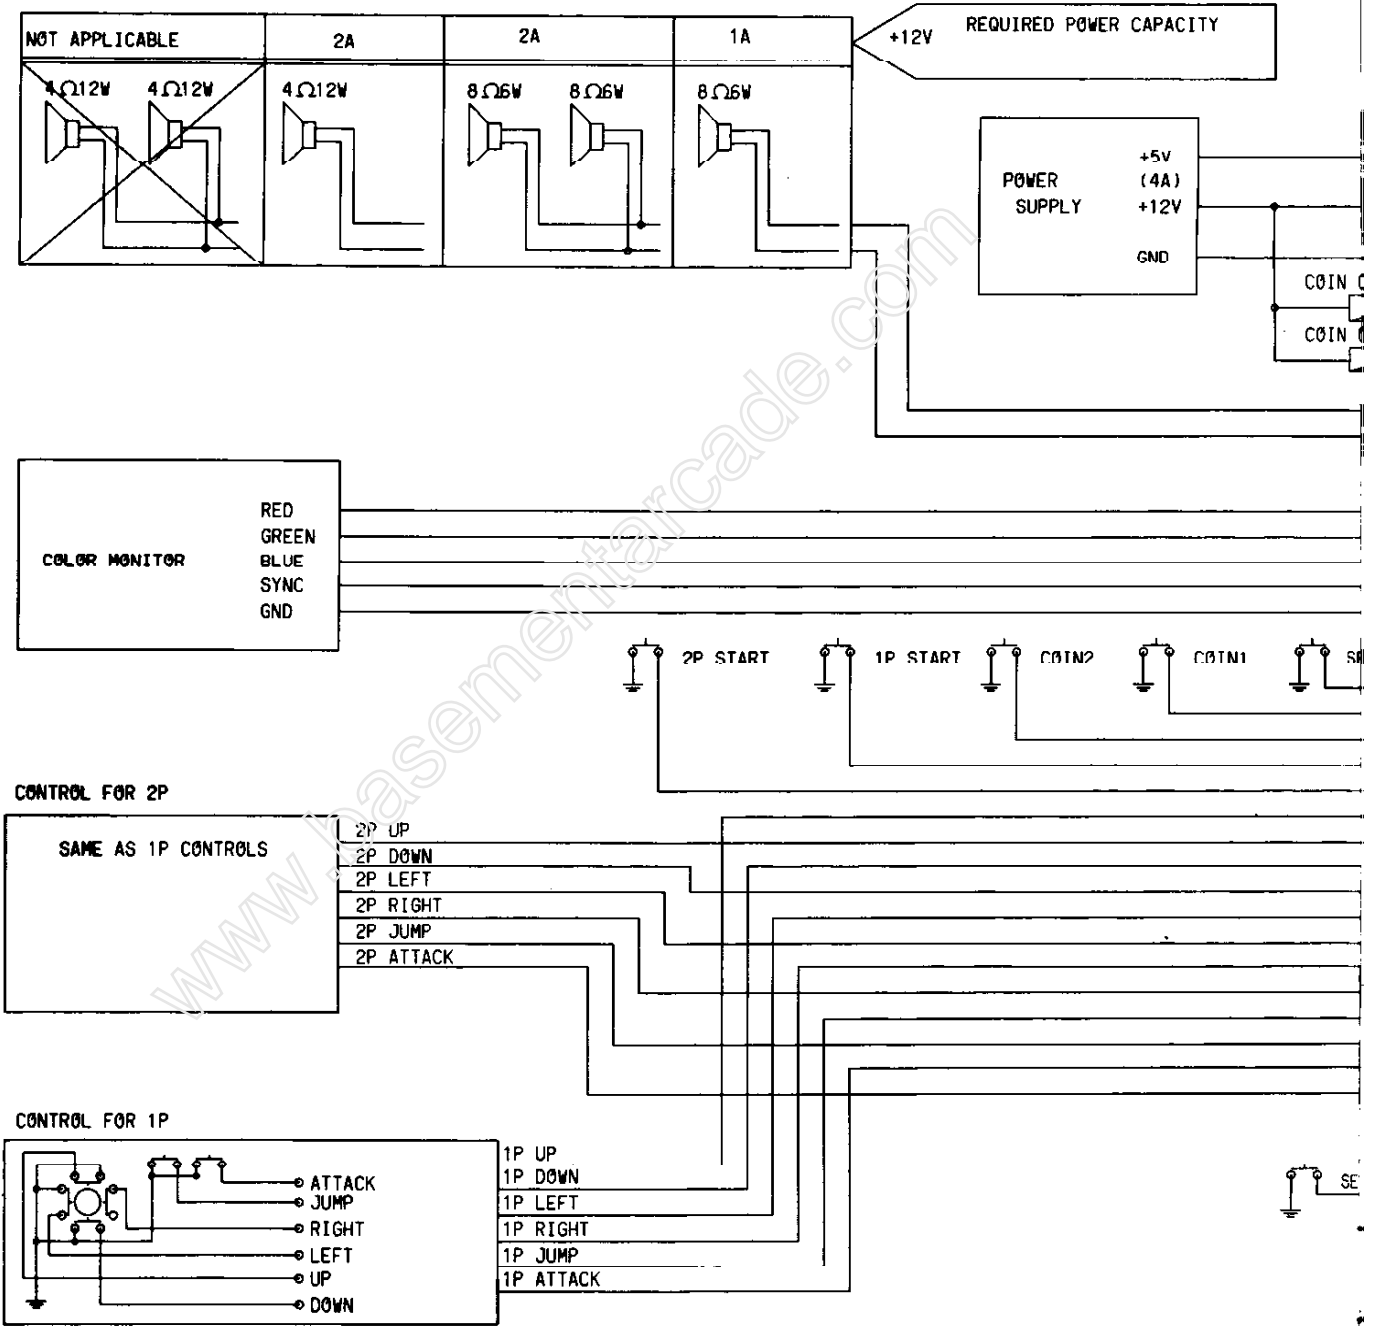 REQUIRED POWER CAPACITY
+12V
NOT APPLICABLE
2A
2A
1A
4Ω12W
4Ω12W
4Ω12W
8Ω6W
8Ω6W
8Ω6W
POWER
SUPPLY
+5V
(4A)
+12V
GND
COIN
COIN
COLOR MONITOR
RED
GREEN
BLUE
SYNC
GND
2P START
1P START
COIN2
COIN1
CONTROL FOR 2P
SAME AS 1P CONTROLS
2P UP
2P DOWN
2P LEFT
2P RIGHT
2P JUMP
2P ATTACK
CONTROL FOR 1P
ATTACK
JUMP
RIGHT
LEFT
UP
DOWN
1P UP
1P DOWN
1P LEFT
1P RIGHT
1P JUMP
1P ATTACK
SE
www.basementarcade.com